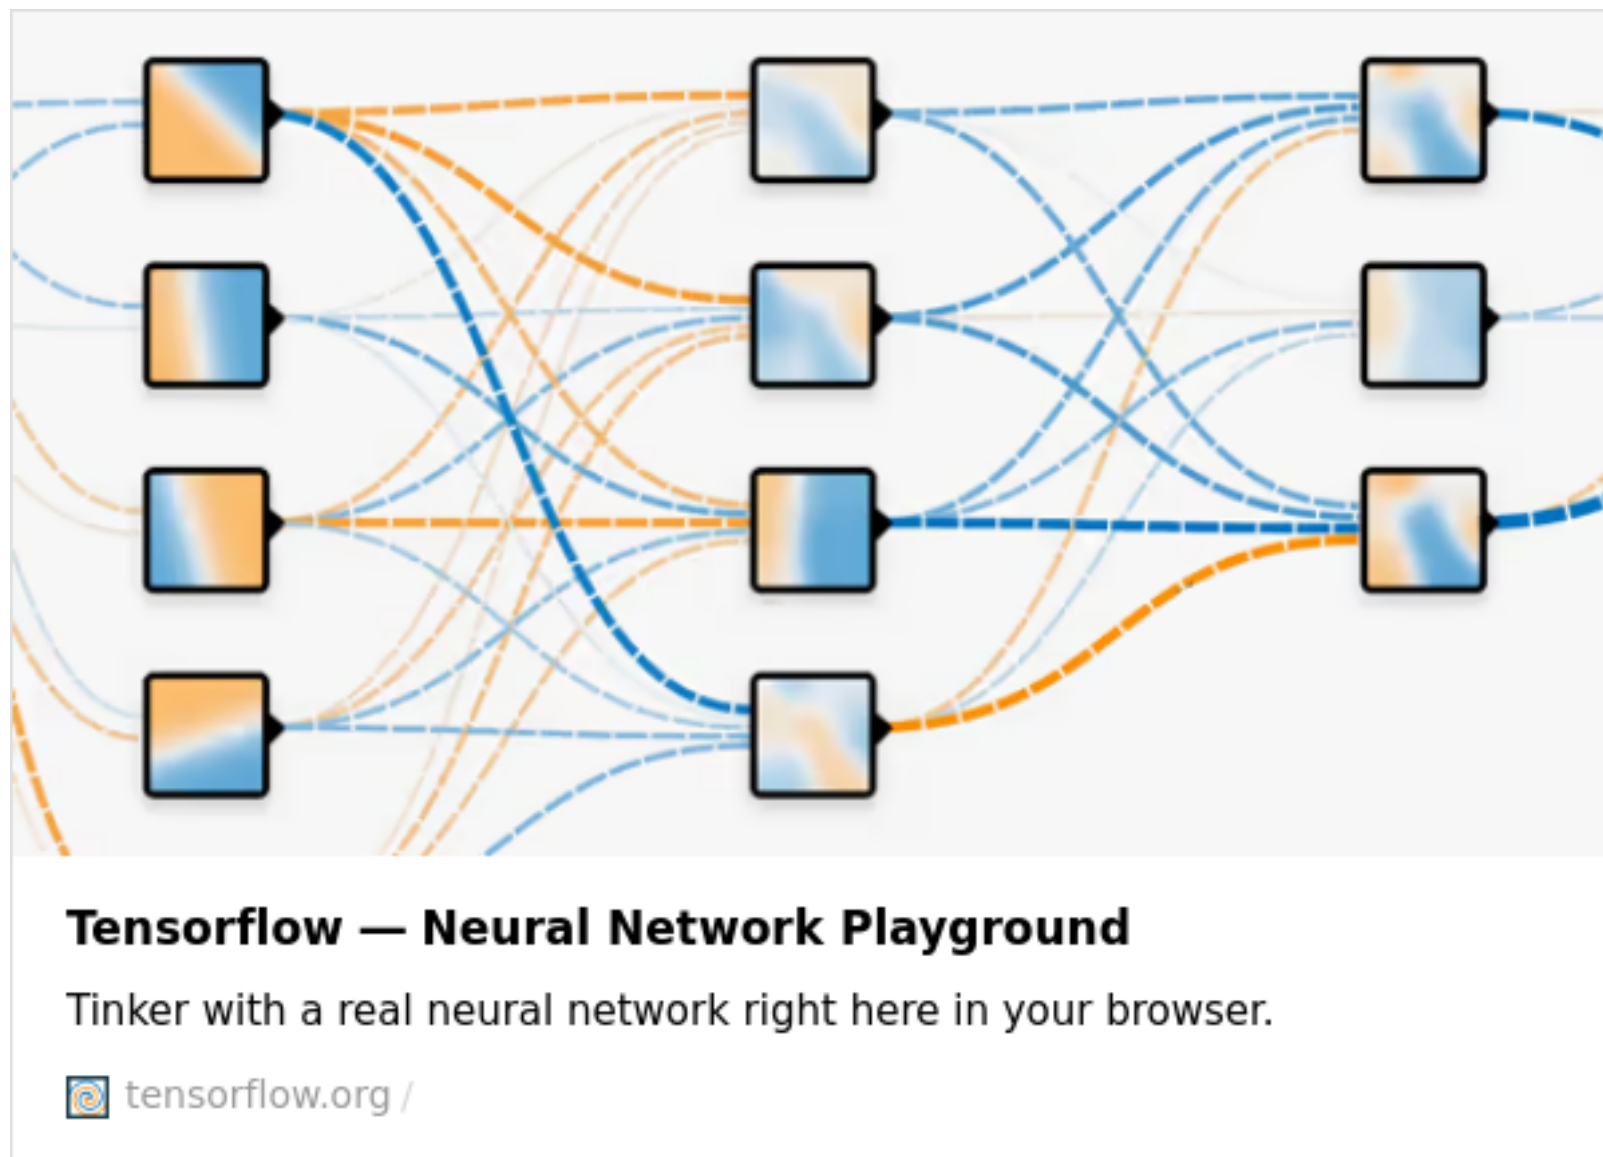 Tensorflow — Neural Network Playground
Tinker with a real neural network right here in your browser.
tensorflow.org /